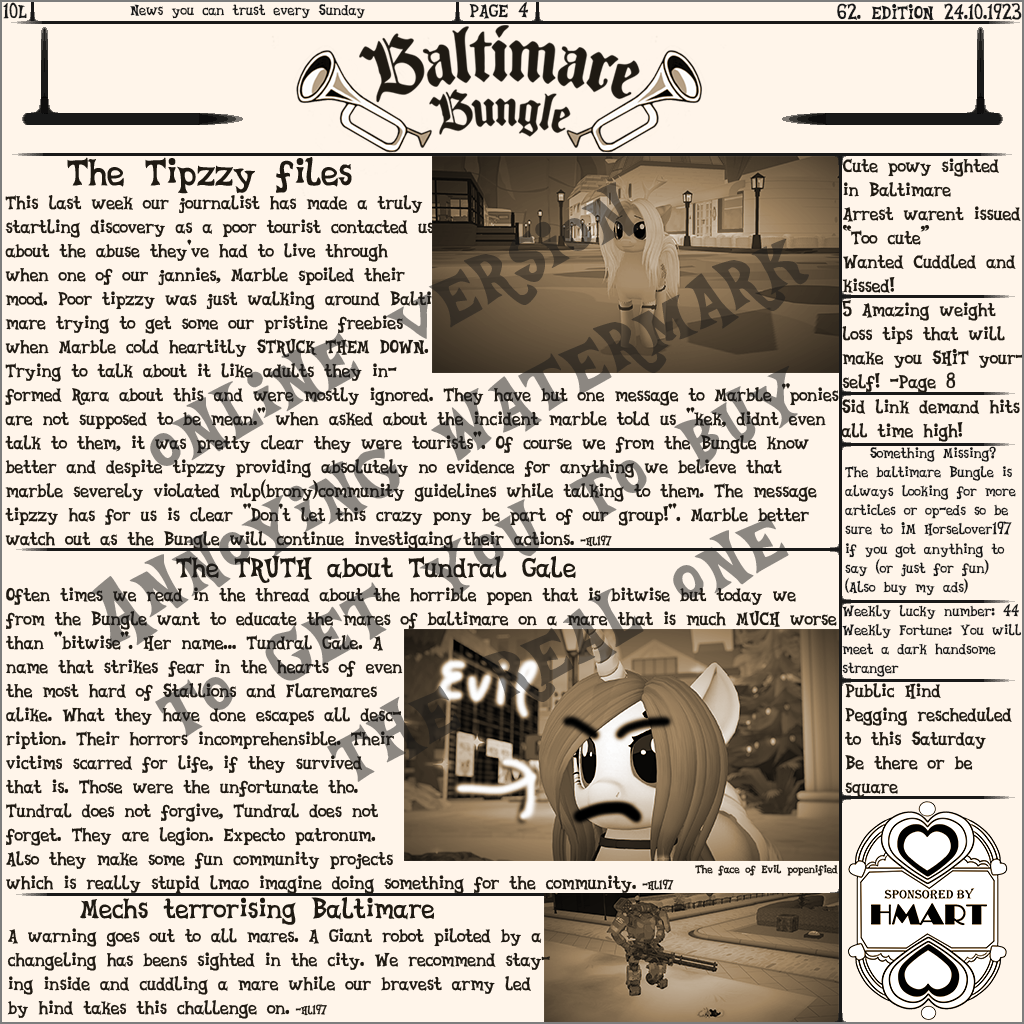 10L
News you can trust every Sunday
PAGE 4
62. EDITION 24.10.1923
Baltimare
Bungle
The Tipzzy files
This last week our journalist has made a truly
startling discovery as a poor tourist contacted us
about the abuse they've had to live through
when one of our jannies, Marble spoiled their
mood. Poor tipzzy was just walking around Balti
mare trying to get some our pristine freebies
when Marble cold heartitly STRUCK THEM DOWN.
Trying to talk about it like adults they in-
formed Rara about this and were mostly ignored. They have but one message to Marble "ponies
are not supposed to be mean!" when asked about the incident marble told us "kek, didnt even
talk to them, it was pretty clear they were tourists". Of course we from the Bungle know
better and despite tipzzy providing absolutely no evidence for anything we believe that
marble severely violated mlp(brony)community guidelines while talking to them. The message
tipzzy has for us is clear "Don't let this crazy pony be part of our group!". Marble better
watch out as the Bungle will continue investigaing their actions. -HL197
The TRUTH about Tundral Gale
Often times we read in the thread about the horrible popen that is bitwise but today we
from the Bungle want to educate the mares of baltimare on a mare that is much MUCH worse
than "bitwise". Her name... Tundral Gale. A
name that strikes fear in the hearts of even
the most hard of Stallions and Flaremares
alike. What they have done escapes all desc-
ription. Their horrors incomprehensible. Their
victims scarred for life, if they survived
that is. Those were the unfortunate tho.
Tundral does not forgive, Tundral does not
forget. They are legion. Expecto patronum.
Also they make some fun community projects
which is really stupid lmao imagine doing something for the community. -HL197
Evil
The face of Evil popenified
Mechs terrorising Baltimare
A warning goes out to all mares. A Giant robot piloted by a
changeling has beens sighted in the city. We recommend stay-
ing inside and cuddling a mare while our bravest army led
by hind takes this challenge on. -HL197
Cute powy sighted
in Baltimare
Arrest warent issued
"Too cute"
Wanted Cuddled and
kissed!
5 Amazing weight
loss tips that will
make you SHiT your-
self! -Page 8
Sid link demand hits
all time high!
Something Missing?
The baltimare Bungle is
always looking for more
articles or op-eds so be
sure to iM Horselover197
if you got anything to
say (or just for fun)
(Also buy my ads)
Weekly lucky number: 44
Weekly Fortune: You will
meet a dark handsome
stranger
Public Hind
Pegging rescheduled
to this Saturday
Be there or be
square
SPONSORED BY
HMART
ONLiNE VERSiON
ANNOYiNG WATERMARK
TO GET YOU TO BUY
THE REAL ONE